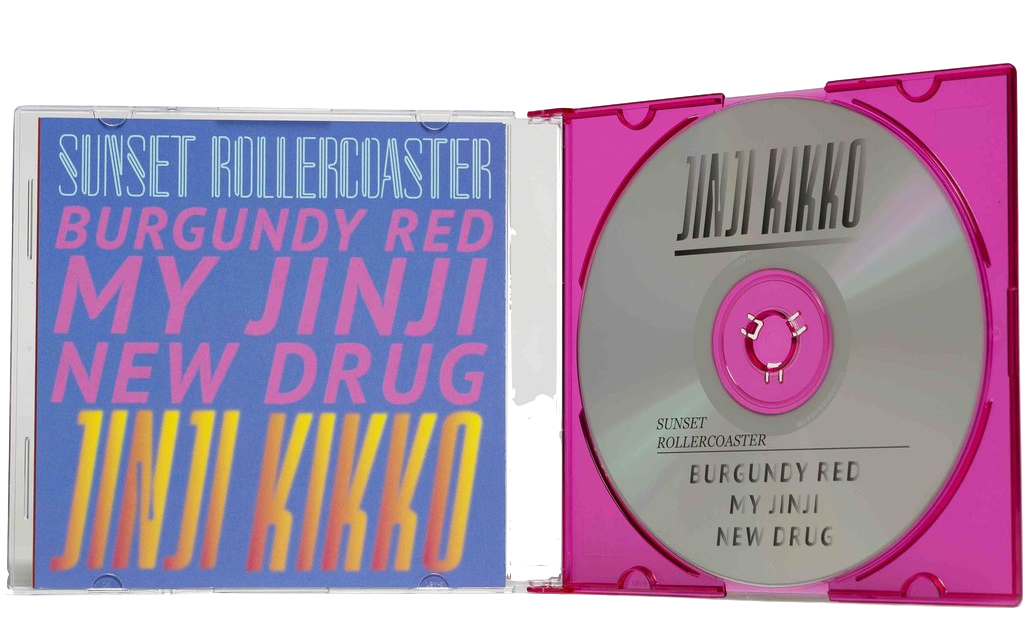 SUNSET ROLLERCOASTER
BURGUNDY RED
MY JINJI
NEW DRUG
JINJI KIKKO
JINJI KIKKO
SUNSET
ROLLERCOASTER
BURGUNDY RED
MY JINJI
NEW DRUG